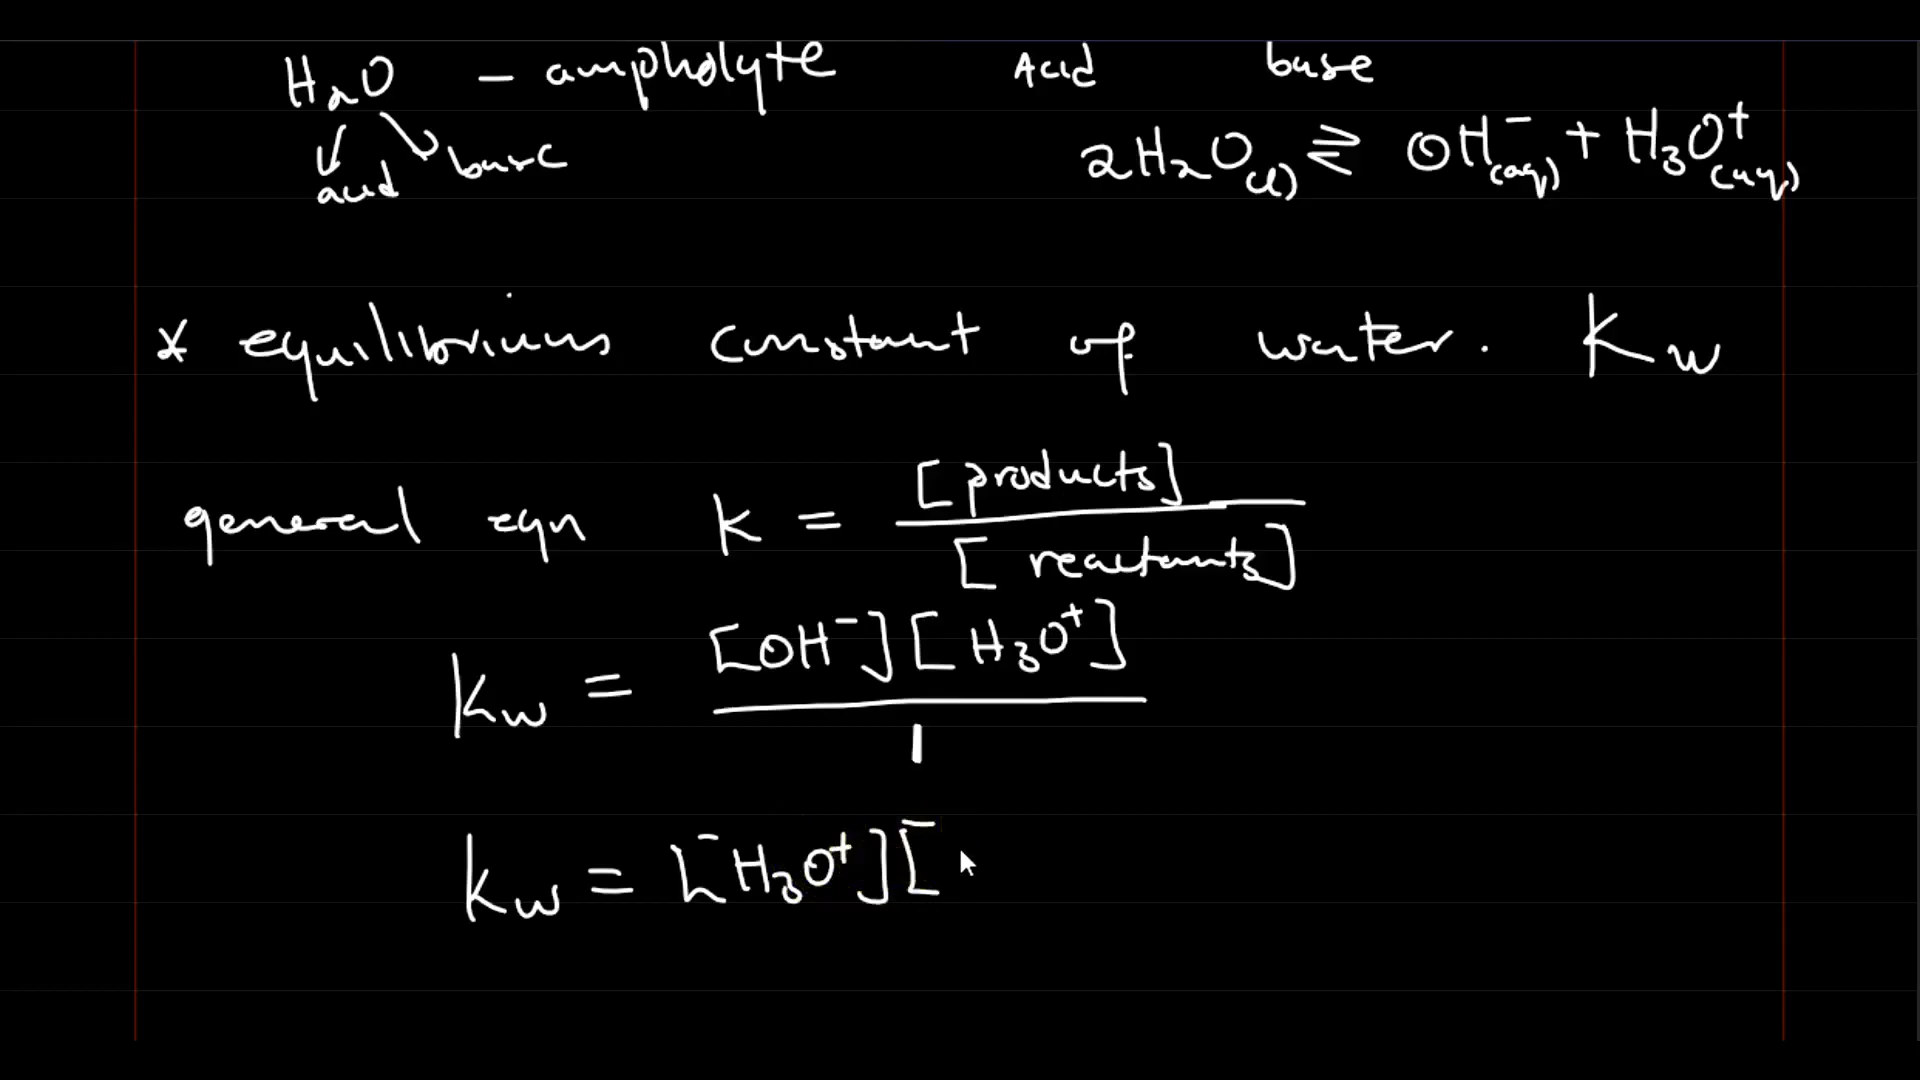 H₂O - ampholyte Acid base
acid base 2H₂O(l) ⇌ OH⁻(aq) + H₃O⁺(aq)
* equilibrium constant of water. Kw
general eqn K = [products] / [reactants]
Kw = [OH⁻][H₃O⁺] / 1
Kw = [H₃O⁺][